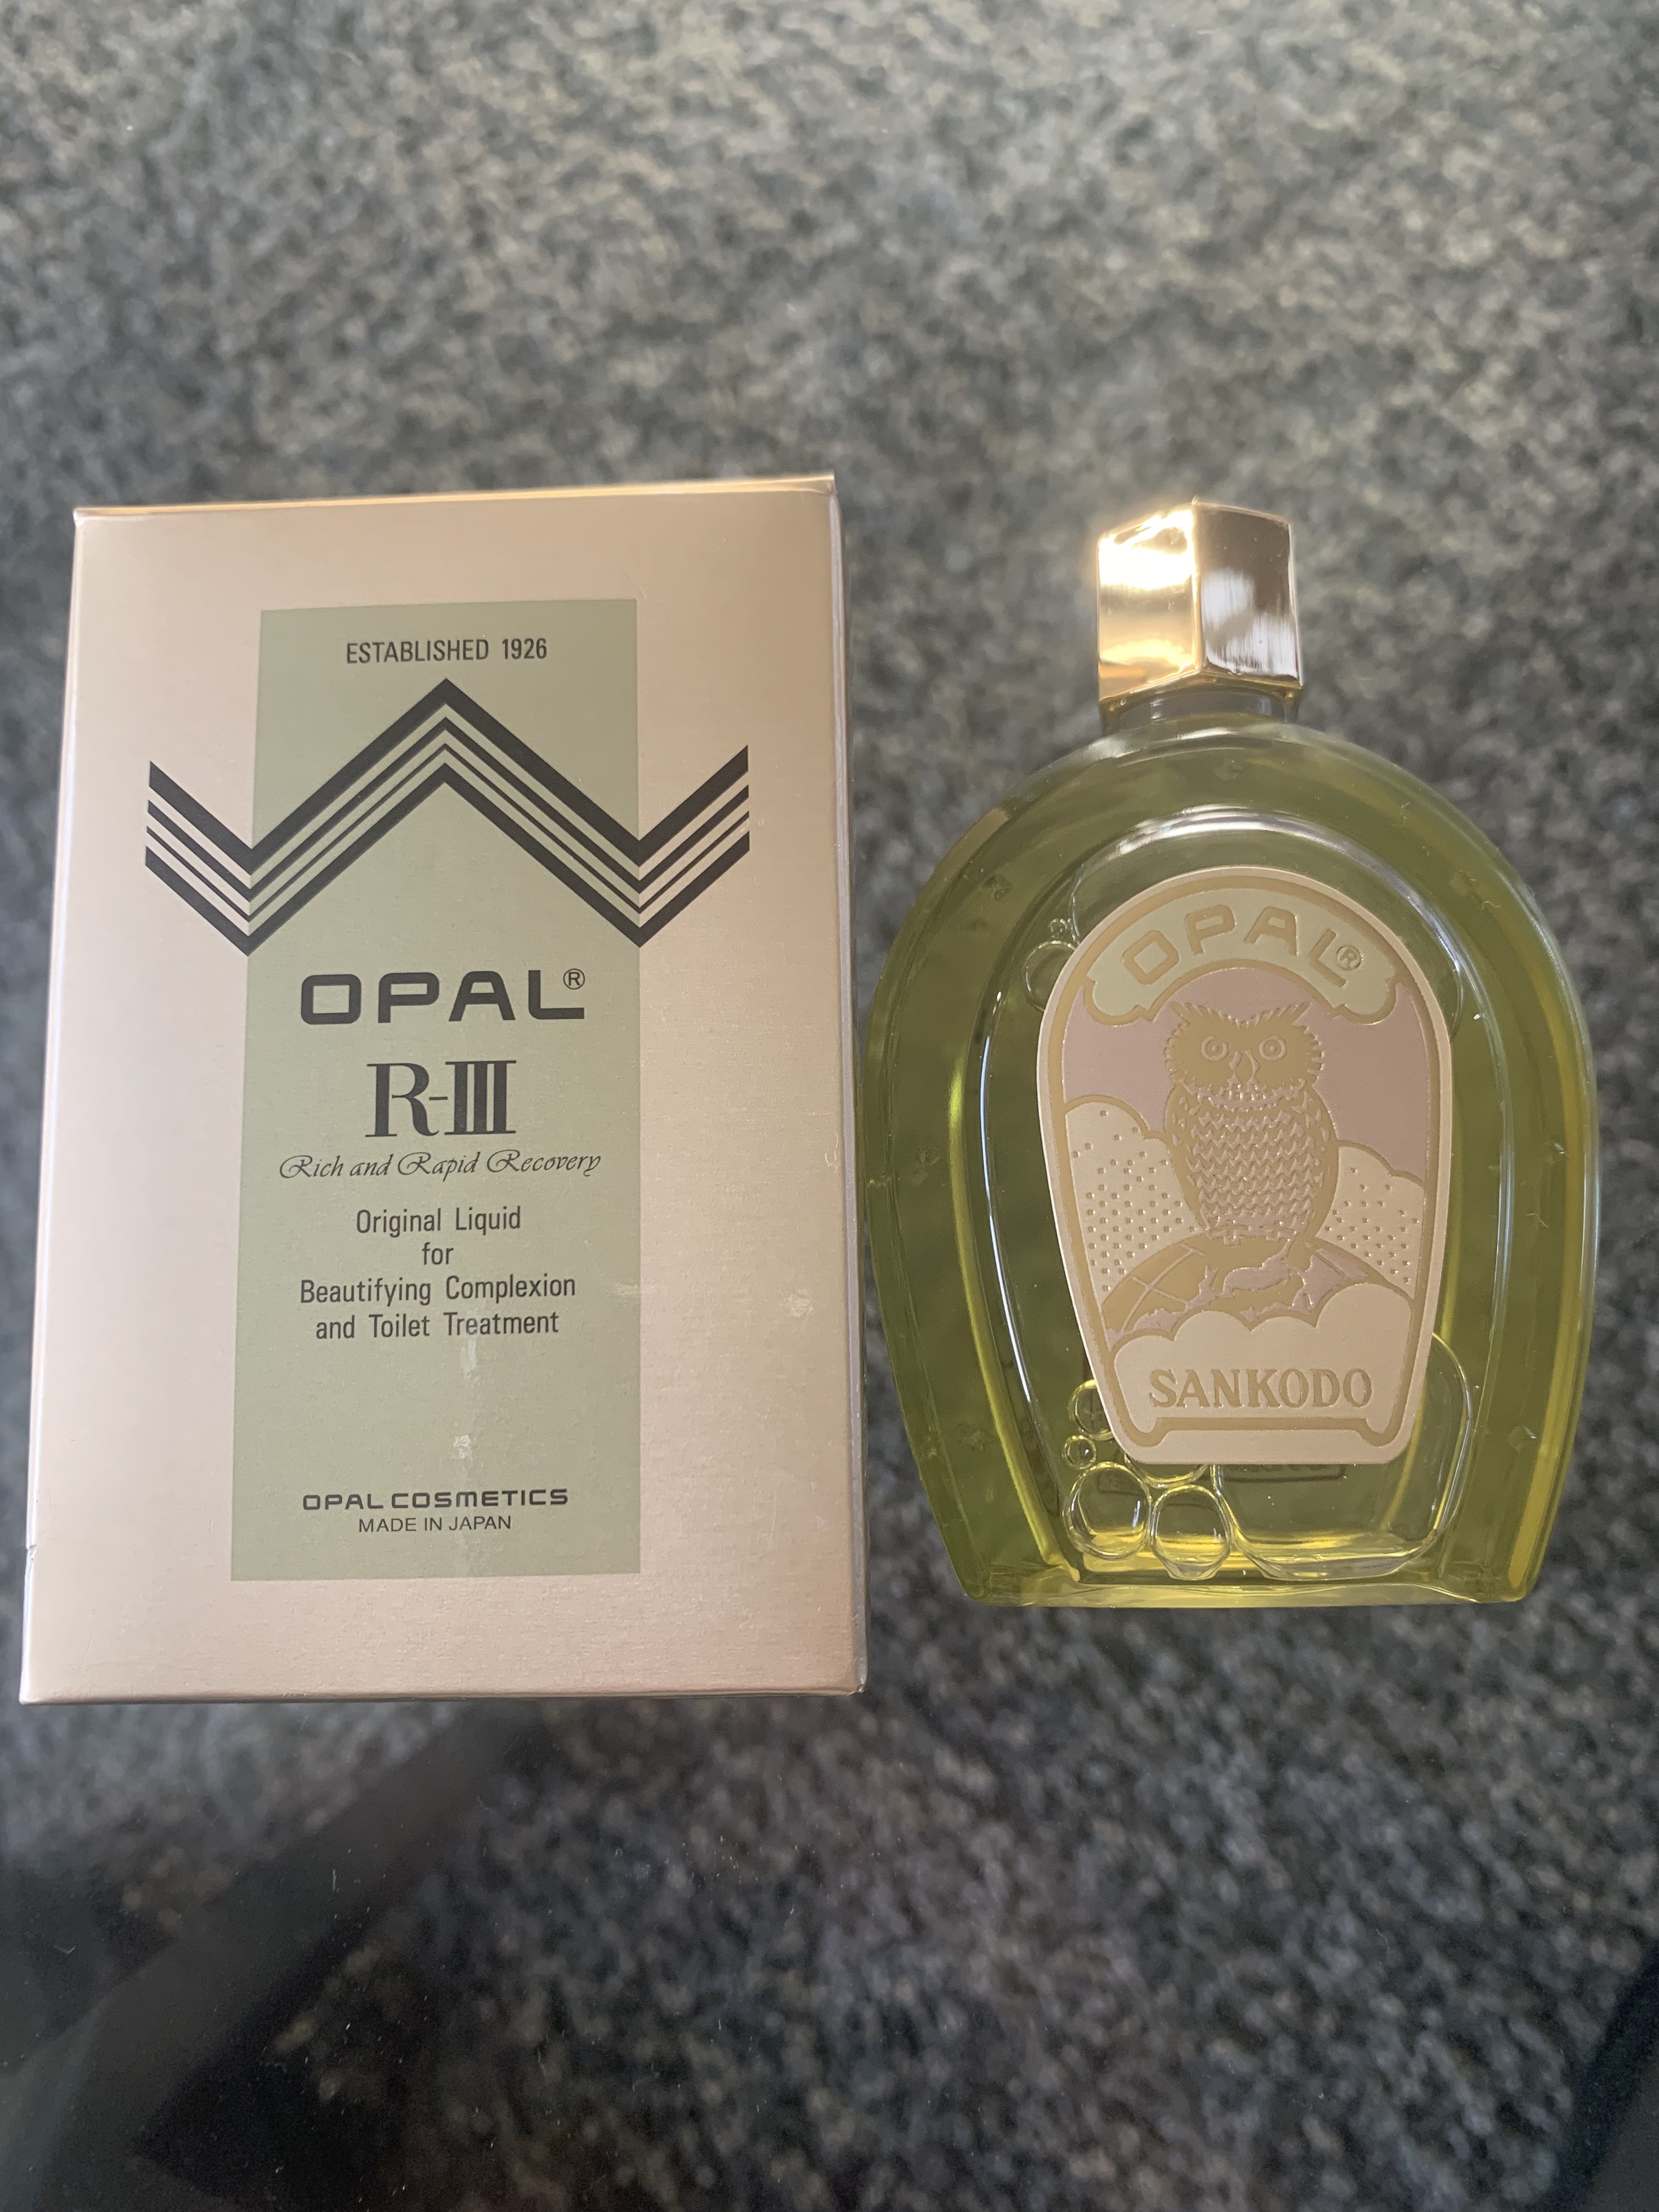 ESTABLISHED 1926
OPAL®
R-III
Rich and Rapid Recovery
Original Liquid
for
Beautifying Complexion
and Toilet Treatment
OPAL COSMETICS
MADE IN JAPAN
OPAL®
SANKODO